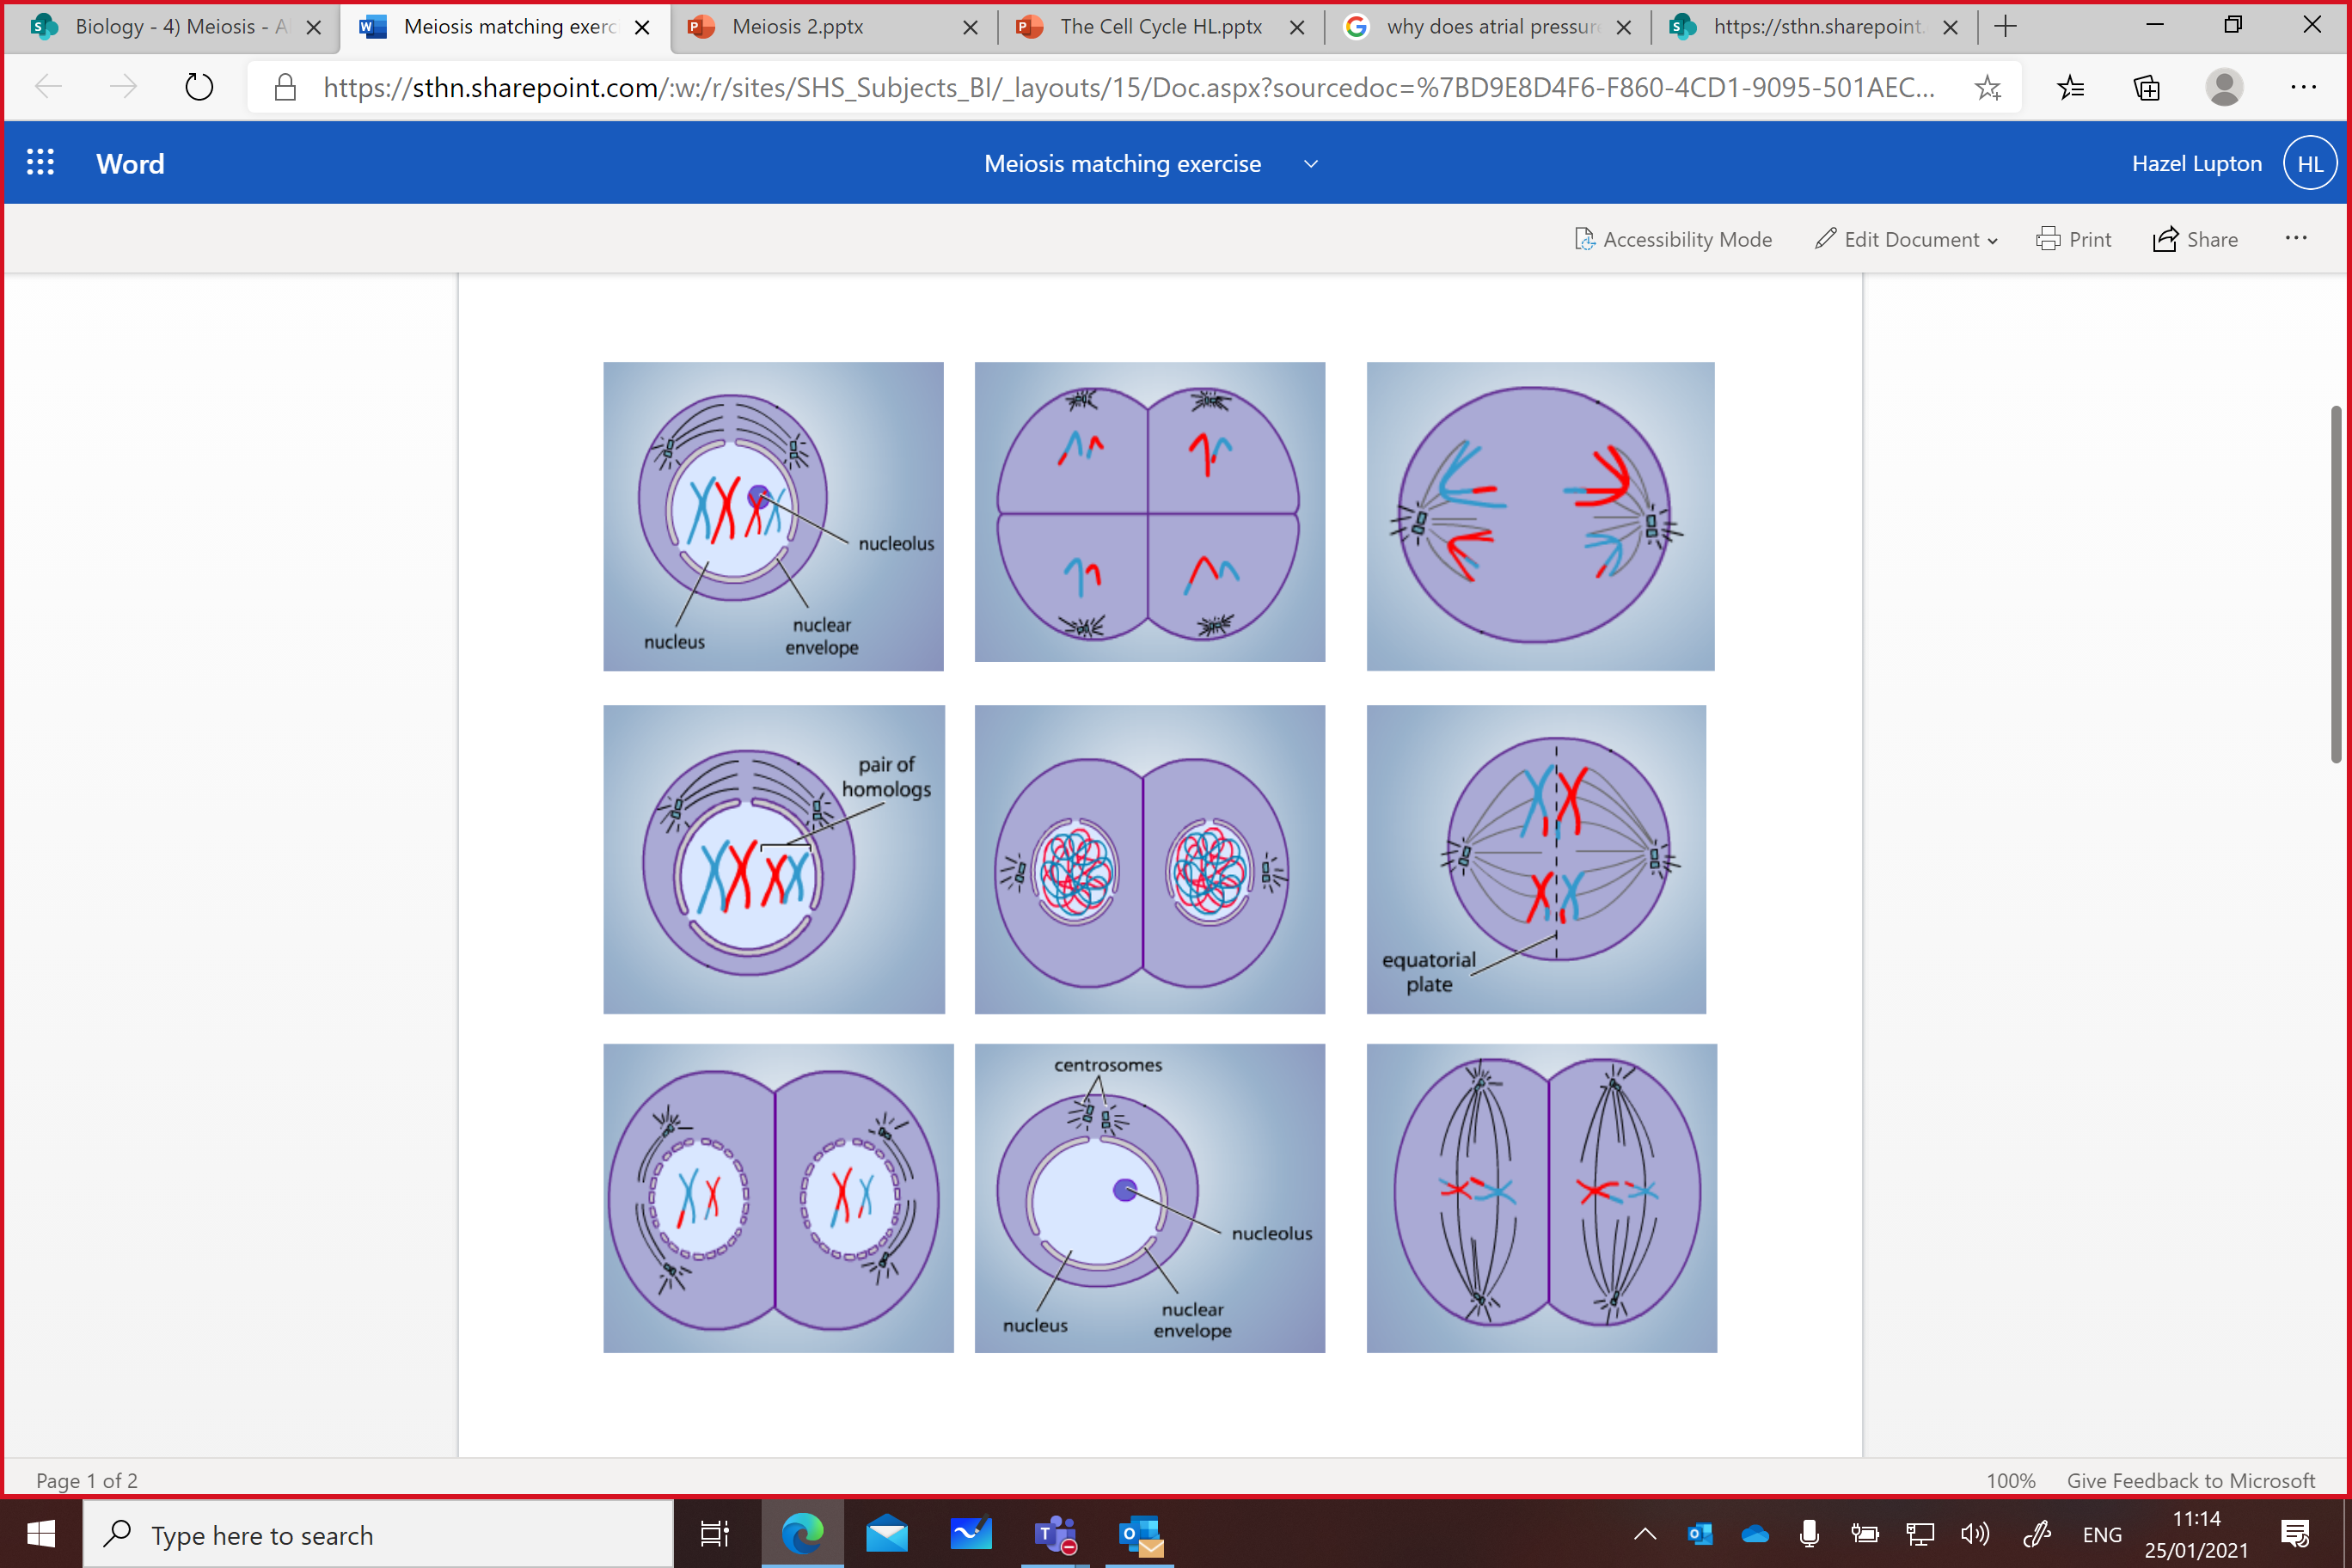 Biology - 4) Meiosis - A
Meiosis matching exerc
Meiosis 2.pptx
The Cell Cycle HL.pptx
why does atrial pressure
https://sthn.sharepoint.
https://sthn.sharepoint.com/:w:/r/sites/SHS_Subjects_BI/_layouts/15/Doc.aspx?sourcedoc=%7BD9E8D4F6-F860-4CD1-9095-501AEC...
Word
Meiosis matching exercise
Hazel Lupton
HL
Accessibility Mode
Edit Document
Print
Share
nucleolus
nucleus
nuclear
envelope
pair of
homologs
equatorial
plate
centrosomes
nucleolus
nucleus
nuclear
envelope
Page 1 of 2
100%
Give Feedback to Microsoft
Type here to search
ENG
11:14
25/01/2021